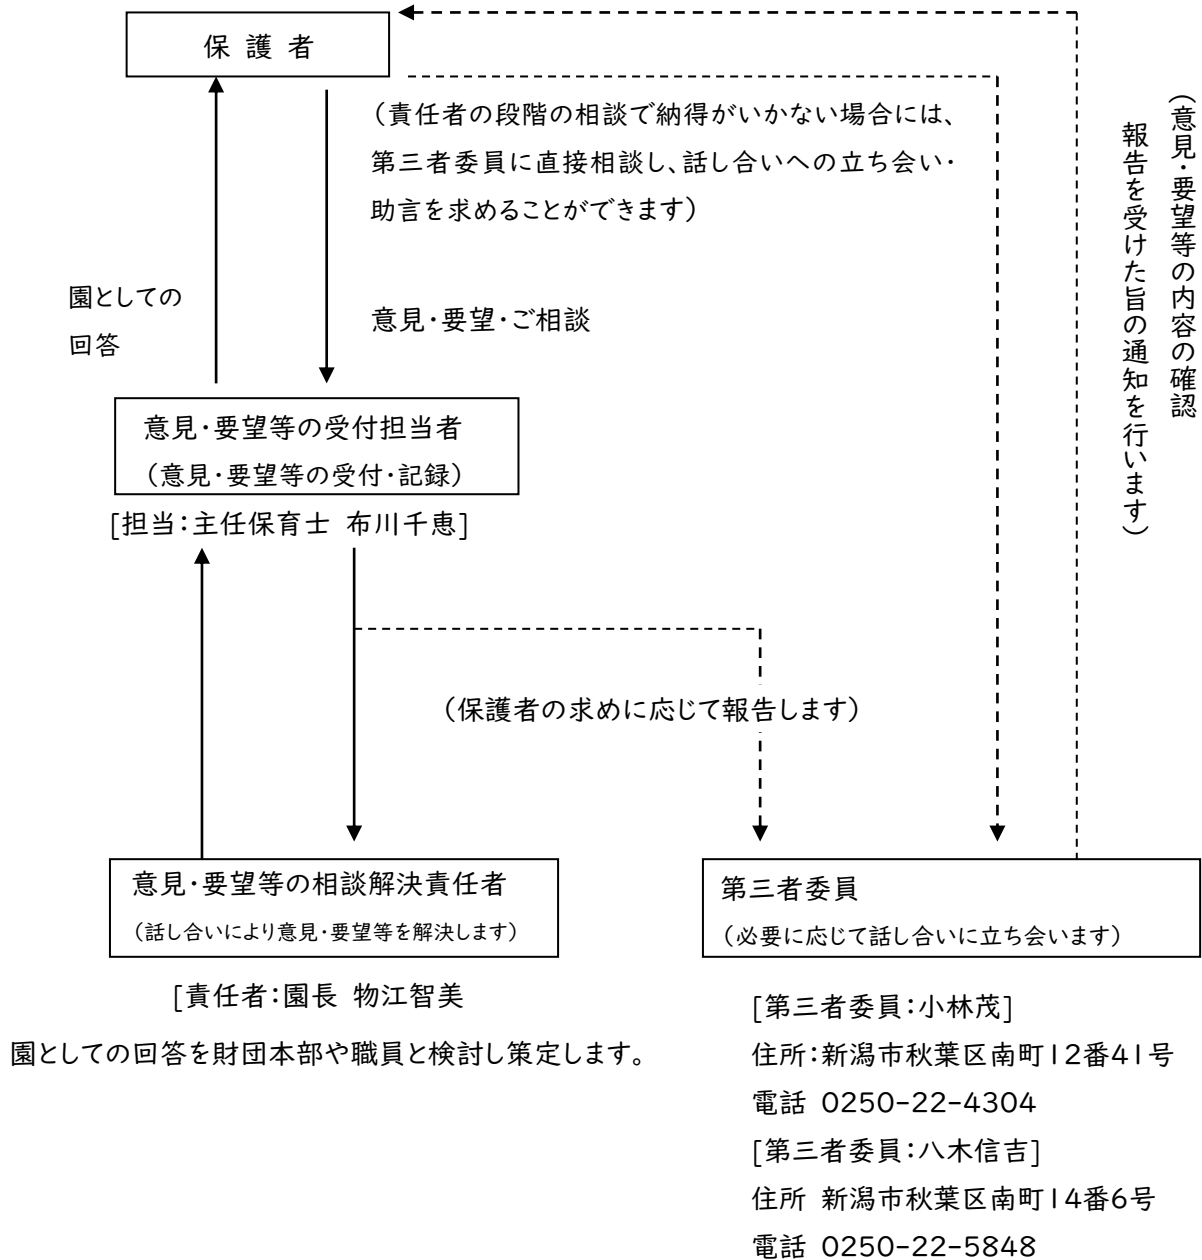 保 護 者
（責任者の段階の相談で納得がいかない場合には、
第三者委員に直接相談し、話し合いへの立ち会い・
助言を求めることができます）
（意見・要望等の内容の確認
報告を受けた旨の通知を行います）
園としての
回答
意見・要望・ご相談
意見・要望等の受付担当者
（意見・要望等の受付・記録）
[担当：主任保育士 布川千恵]
（保護者の求めに応じて報告します）
意見・要望等の相談解決責任者
（話し合いにより意見・要望等を解決します）
[責任者：園長 物江智美
園としての回答を財団本部や職員と検討し策定します。
第三者委員
（必要に応じて話し合いに立ち会います）
[第三者委員：小林茂]
住所：新潟市秋葉区南町12番41号
電話 0250-22-4304
[第三者委員：八木信吉]
住所 新潟市秋葉区南町14番6号
電話 0250-22-5848